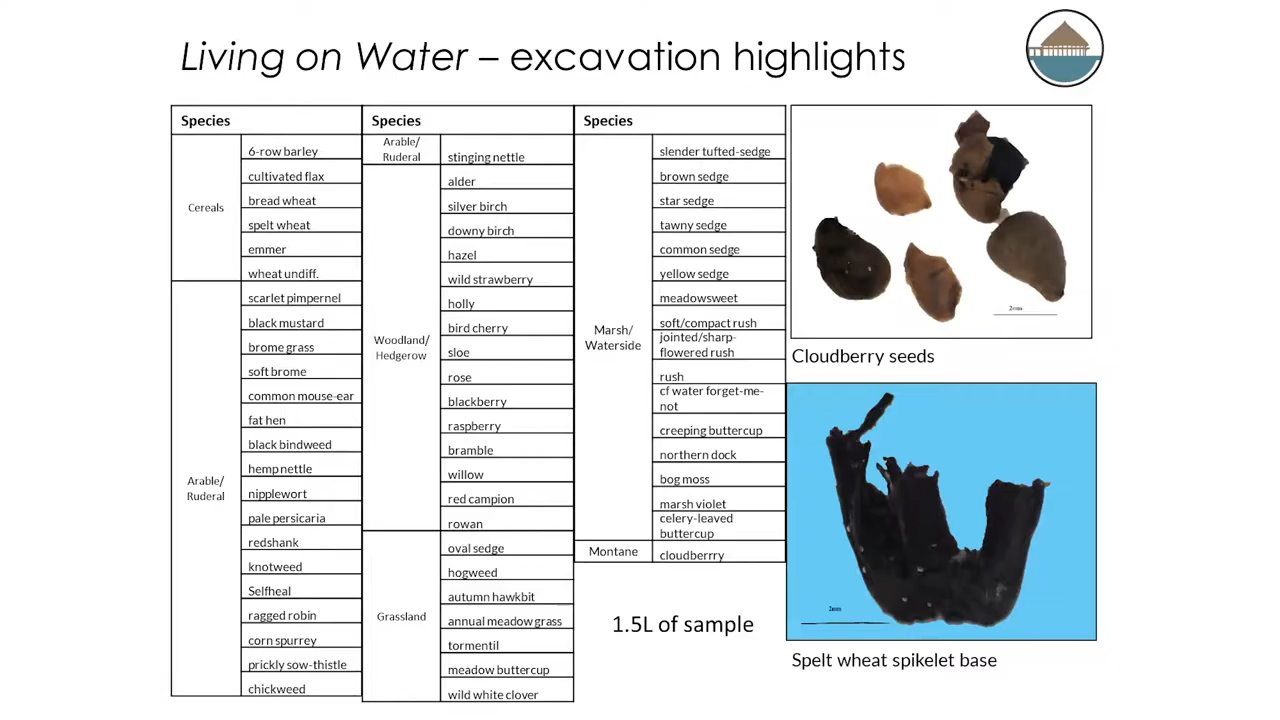 Living on Water – excavation highlights
Species
Cereals
6-row barley
cultivated flax
bread wheat
spelt wheat
emmer
wheat undiff.
Arable/
Ruderal
scarlet pimpernel
black mustard
brome grass
soft brome
common mouse-ear
fat hen
black bindweed
hemp nettle
nipplewort
pale persicaria
redshank
knotweed
Selfheal
ragged robin
corn spurrey
prickly sow-thistle
chickweed
Species
Arable/
Ruderal
stinging nettle
Woodland/
Hedgerow
alder
silver birch
downy birch
hazel
wild strawberry
holly
bird cherry
sloe
rose
blackberry
raspberry
bramble
willow
red campion
rowan
Grassland
oval sedge
hogweed
autumn hawkbit
annual meadow grass
tormentil
meadow buttercup
wild white clover
Species
Marsh/
Waterside
slender tufted-sedge
brown sedge
star sedge
tawny sedge
common sedge
yellow sedge
meadowsweet
soft/compact rush
jointed/sharp-
flowered rush
rush
cf water forget-me-
not
creeping buttercup
northern dock
bog moss
marsh violet
celery-leaved
buttercup
Montane
cloudberrry
1.5L of sample
2mm
Cloudberry seeds
2mm
Spelt wheat spikelet base